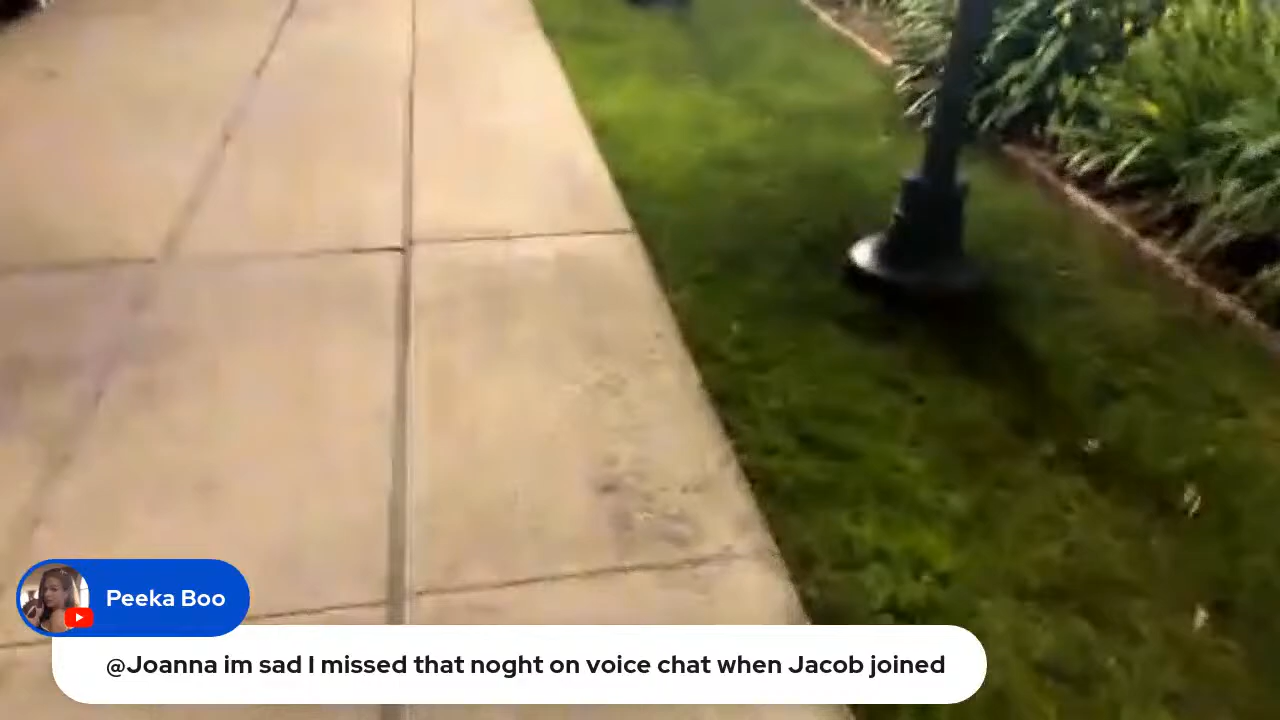 Peeka Boo
@Joanna im sad I missed that noght on voice chat when Jacob joined